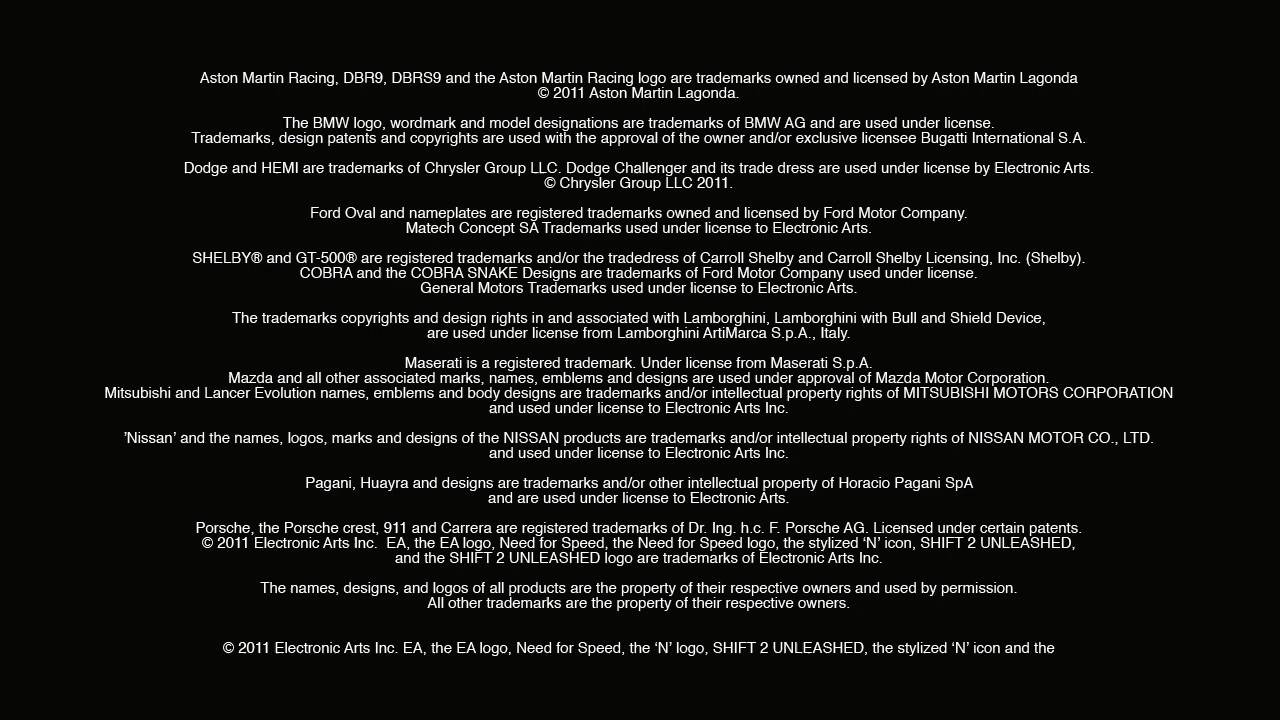 Aston Martin Racing, DBR9, DBRS9 and the Aston Martin Racing logo are trademarks owned and licensed by Aston Martin Lagonda
© 2011 Aston Martin Lagonda.
The BMW logo, wordmark and model designations are trademarks of BMW AG and are used under license.
Trademarks, design patents and copyrights are used with the approval of the owner and/or exclusive licensee Bugatti International S.A.
Dodge and HEMI are trademarks of Chrysler Group LLC. Dodge Challenger and its trade dress are used under license by Electronic Arts.
© Chrysler Group LLC 2011.
Ford Oval and nameplates are registered trademarks owned and licensed by Ford Motor Company.
Matech Concept SA Trademarks used under license to Electronic Arts.
SHELBY® and GT-500® are registered trademarks and/or the tradedress of Carroll Shelby and Carroll Shelby Licensing, Inc. (Shelby).
COBRA and the COBRA SNAKE Designs are trademarks of Ford Motor Company used under license.
General Motors Trademarks used under license to Electronic Arts.
The trademarks copyrights and design rights in and associated with Lamborghini, Lamborghini with Bull and Shield Device,
are used under license from Lamborghini ArtiMarca S.p.A., Italy.
Maserati is a registered trademark. Under license from Maserati S.p.A.
Mazda and all other associated marks, names, emblems and designs are used under approval of Mazda Motor Corporation.
Mitsubishi and Lancer Evolution names, emblems and body designs are trademarks and/or intellectual property rights of MITSUBISHI MOTORS CORPORATION
and used under license to Electronic Arts Inc.
’Nissan’ and the names, logos, marks and designs of the NISSAN products are trademarks and/or intellectual property rights of NISSAN MOTOR CO., LTD.
and used under license to Electronic Arts Inc.
Pagani, Huayra and designs are trademarks and/or other intellectual property of Horacio Pagani SpA
and are used under license to Electronic Arts.
Porsche, the Porsche crest, 911 and Carrera are registered trademarks of Dr. Ing. h.c. F. Porsche AG. Licensed under certain patents.
© 2011 Electronic Arts Inc.  EA, the EA logo, Need for Speed, the Need for Speed logo, the stylized ‘N’ icon, SHIFT 2 UNLEASHED,
and the SHIFT 2 UNLEASHED logo are trademarks of Electronic Arts Inc.
The names, designs, and logos of all products are the property of their respective owners and used by permission.
All other trademarks are the property of their respective owners.
© 2011 Electronic Arts Inc. EA, the EA logo, Need for Speed, the ‘N’ logo, SHIFT 2 UNLEASHED, the stylized ‘N’ icon and the